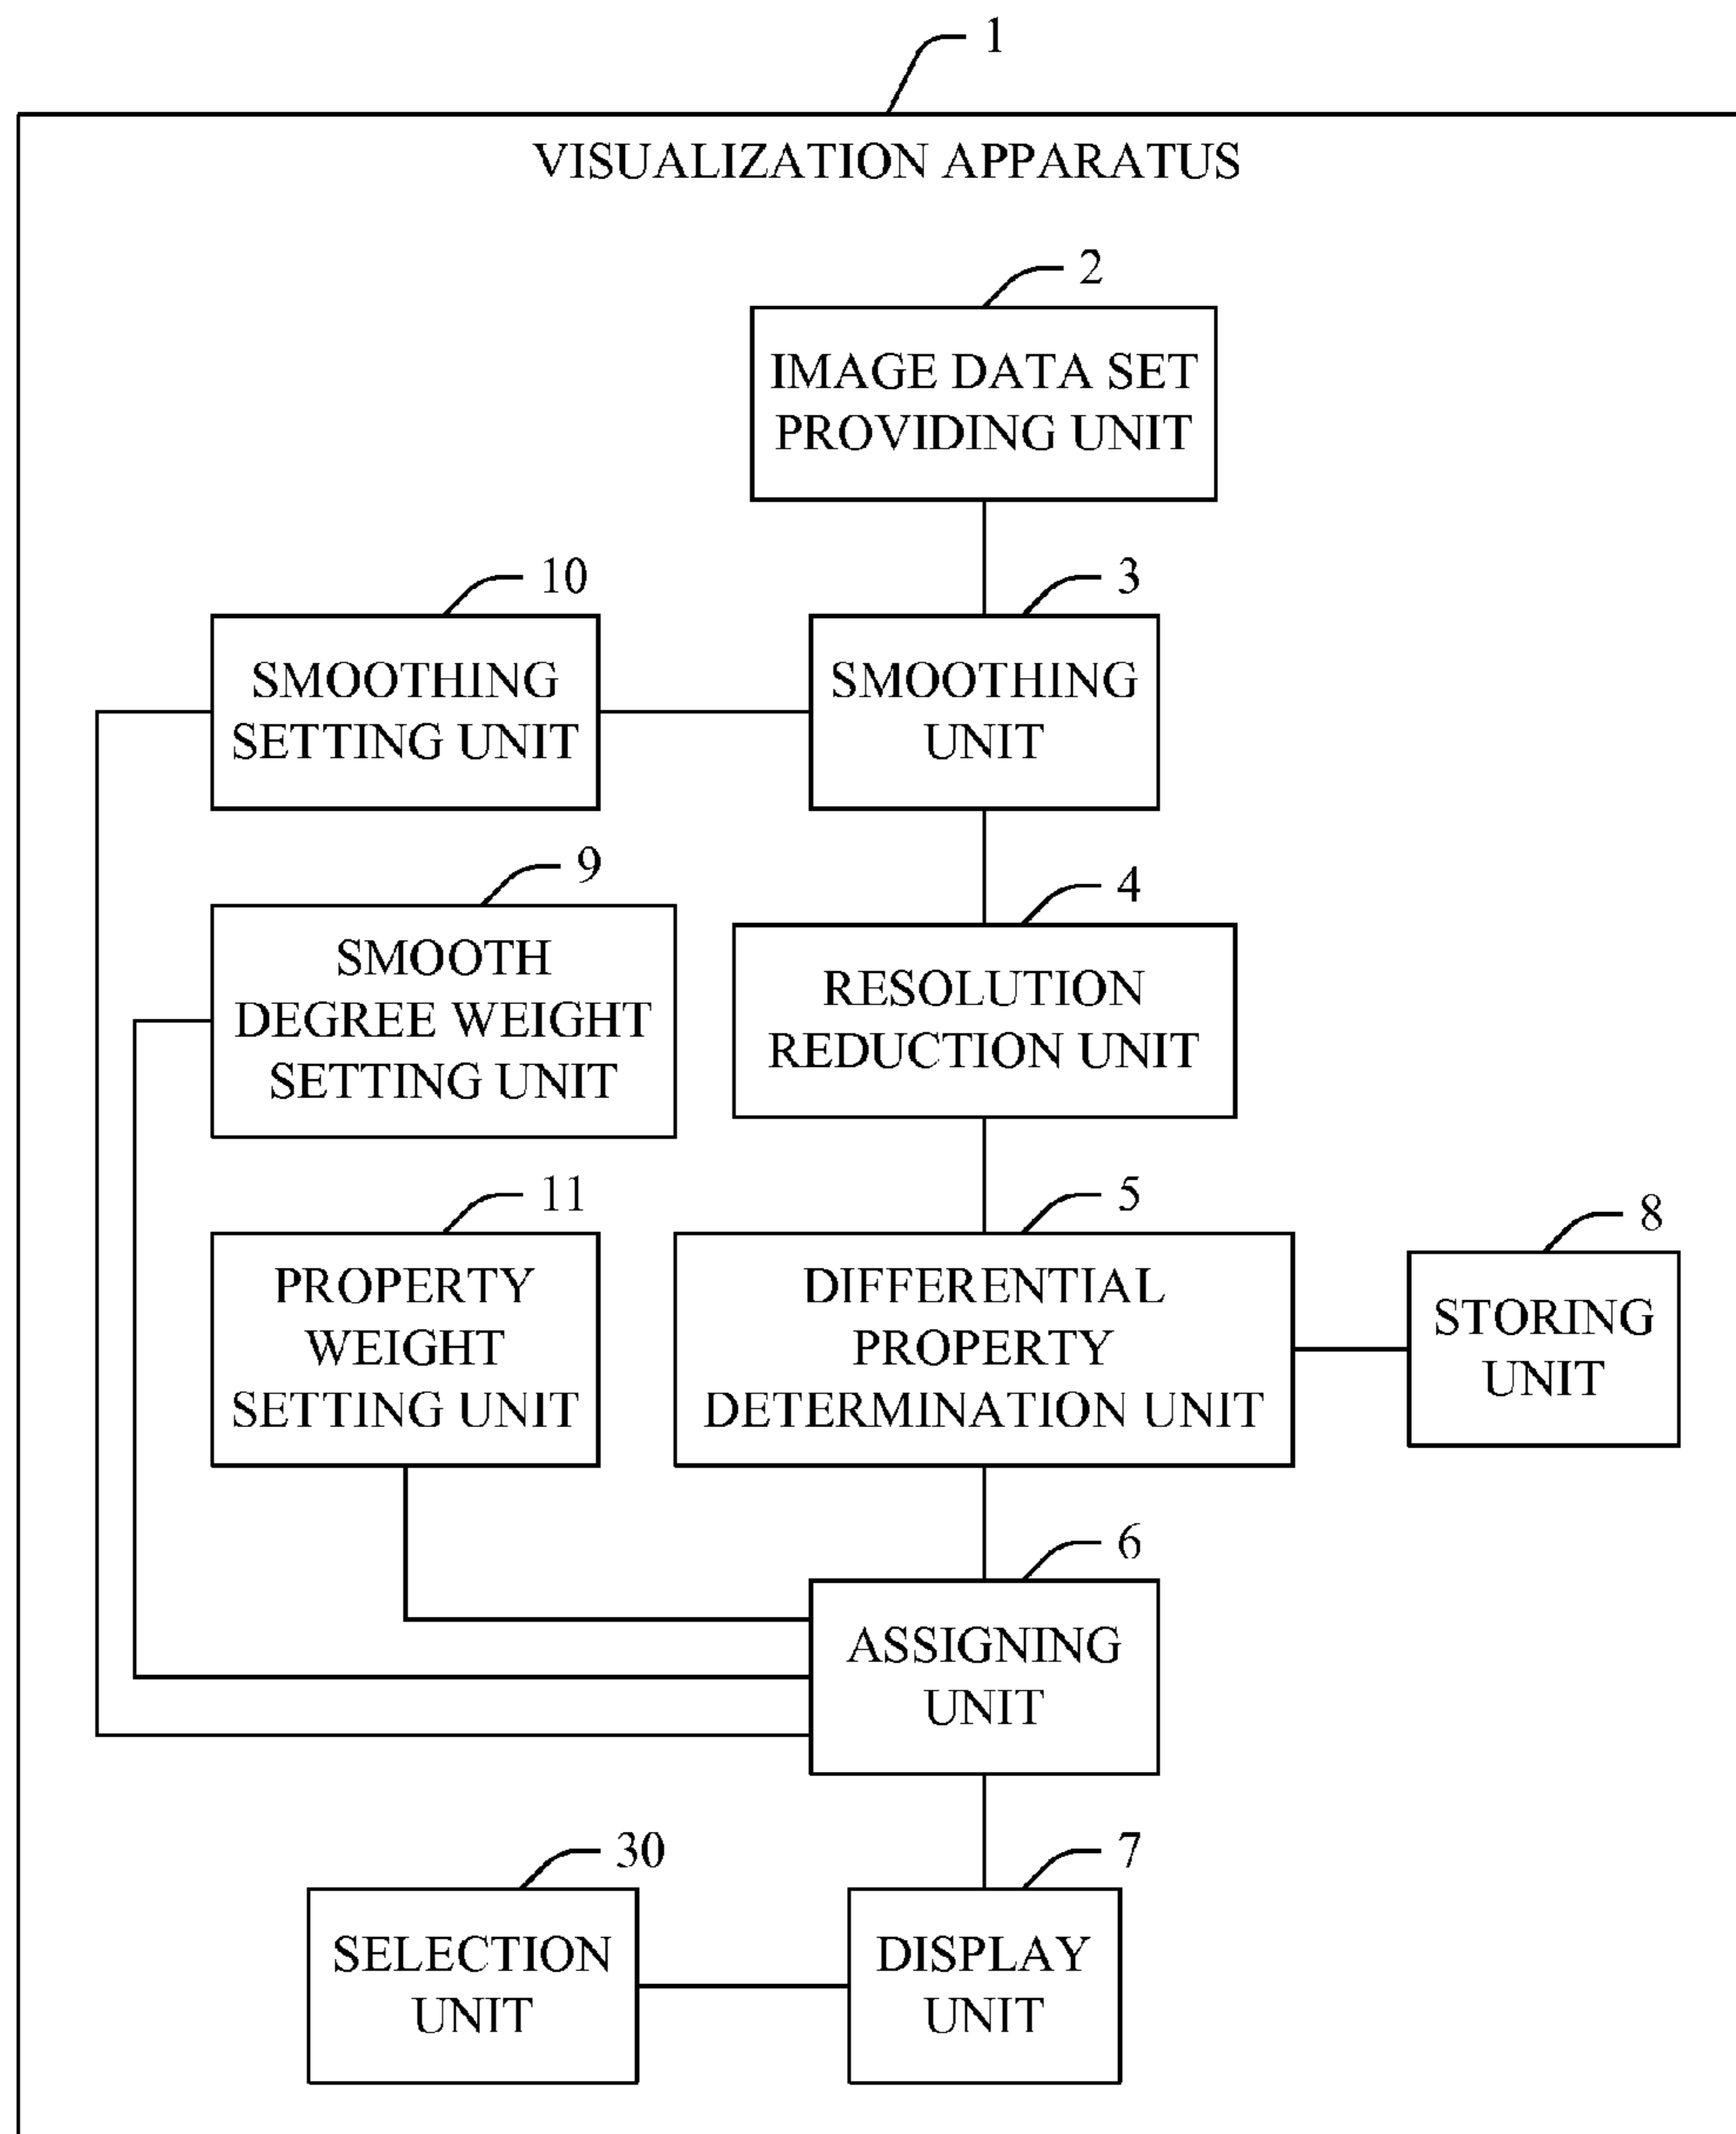 1
VISUALIZATION APPARATUS
2
IMAGE DATA SET
PROVIDING UNIT
10
SMOOTHING
SETTING UNIT
3
SMOOTHING
UNIT
9
SMOOTH
DEGREE WEIGHT
SETTING UNIT
4
RESOLUTION
REDUCTION UNIT
11
PROPERTY
WEIGHT
SETTING UNIT
5
DIFFERENTIAL
PROPERTY
DETERMINATION UNIT
8
STORING
UNIT
6
ASSIGNING
UNIT
30
SELECTION
UNIT
7
DISPLAY
UNIT